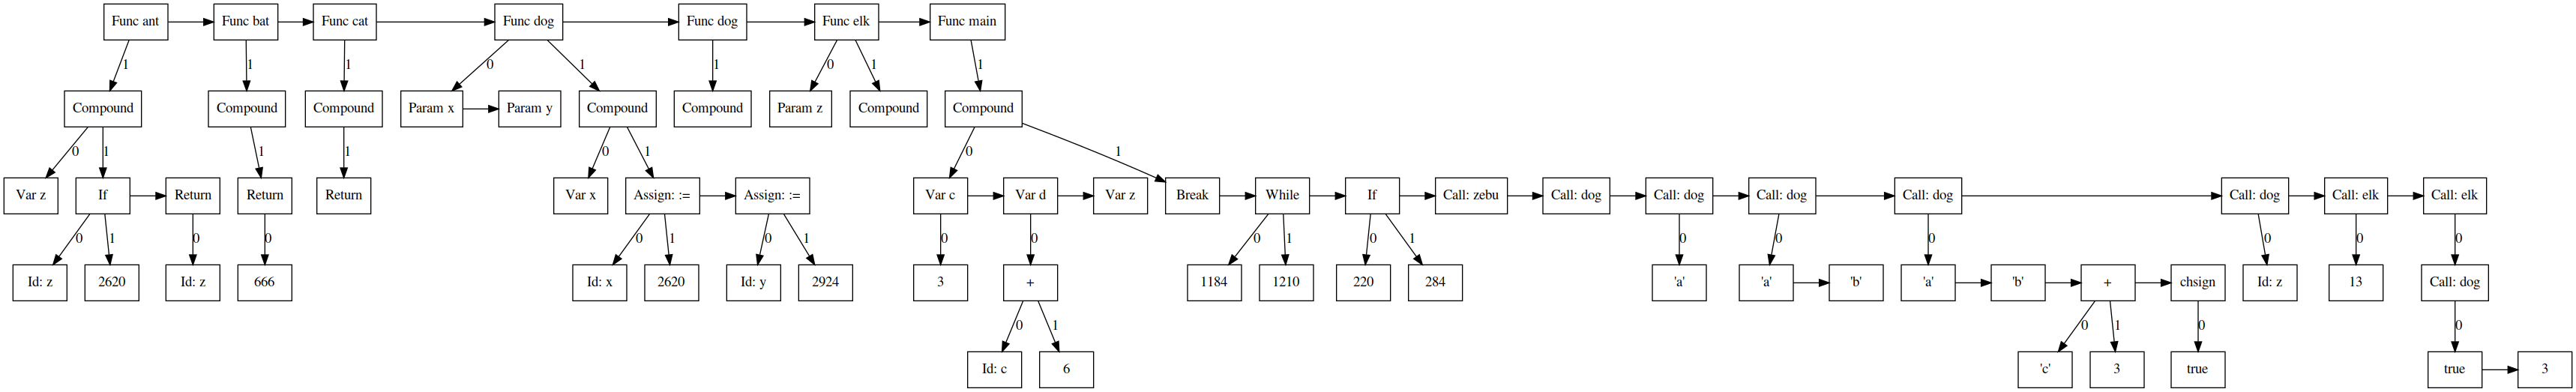 Func ant
Func bat
Func cat
Func dog
Func dog
Func elk
Func main
1
1
1
0
1
1
0
1
1
Compound
Compound
Compound
Param x
Param y
Compound
Compound
Param z
Compound
Compound
0
1
1
1
0
1
0
1
Var z
If
Return
Return
Return
Var x
Assign: :=
Assign: :=
Var c
Var d
Var z
Break
While
If
Call: zebu
Call: dog
Call: dog
Call: dog
Call: dog
Call: dog
Call: elk
Call: elk
0
1
0
0
0
1
0
1
0
0
0
1
0
1
0
0
0
0
0
0
Id: z
2620
Id: z
666
Id: x
2620
Id: y
2924
3
+
1184
1210
220
284
'a'
'a'
'b'
'a'
'b'
+
chsign
Id: z
13
Call: dog
0
1
0
1
0
0
Id: c
6
'c'
3
true
true
3